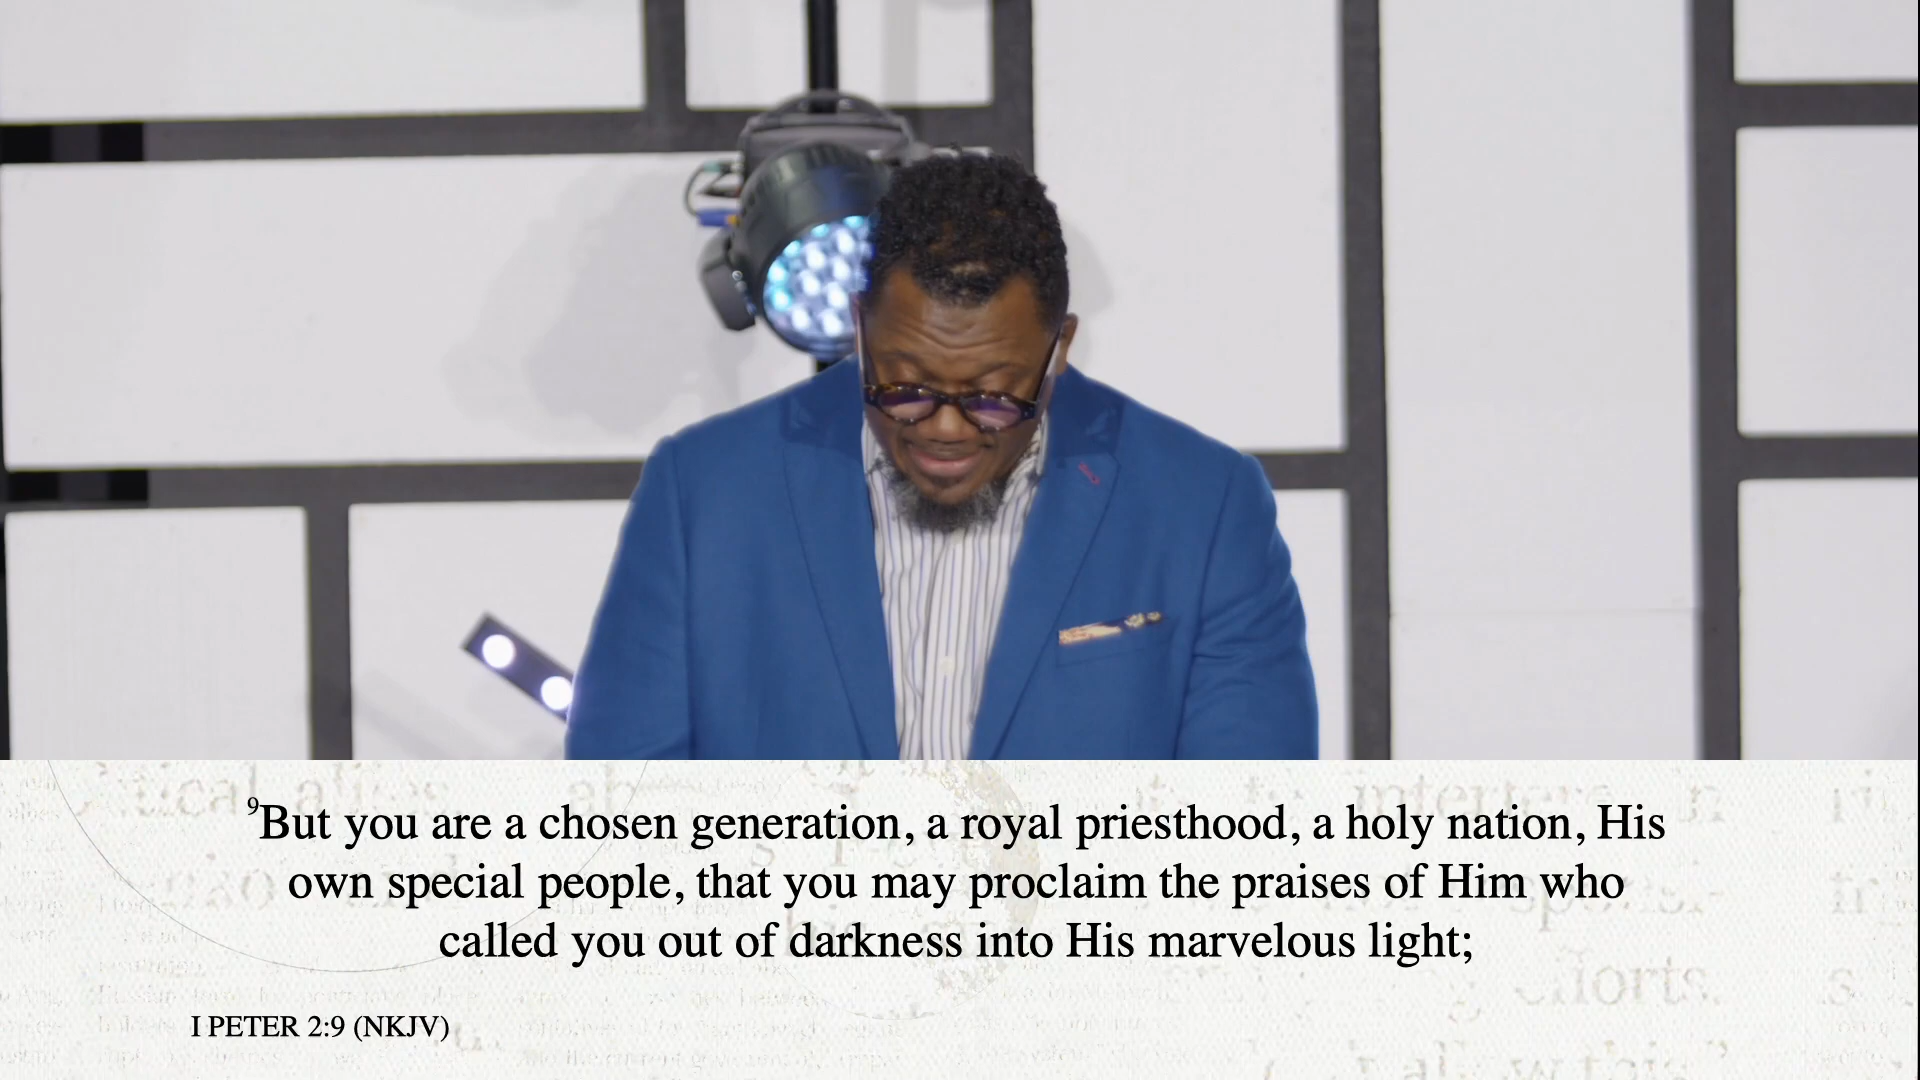 ⁹But you are a chosen generation, a royal priesthood, a holy nation, His
own special people, that you may proclaim the praises of Him who
called you out of darkness into His marvelous light;
I PETER 2:9 (NKJV)